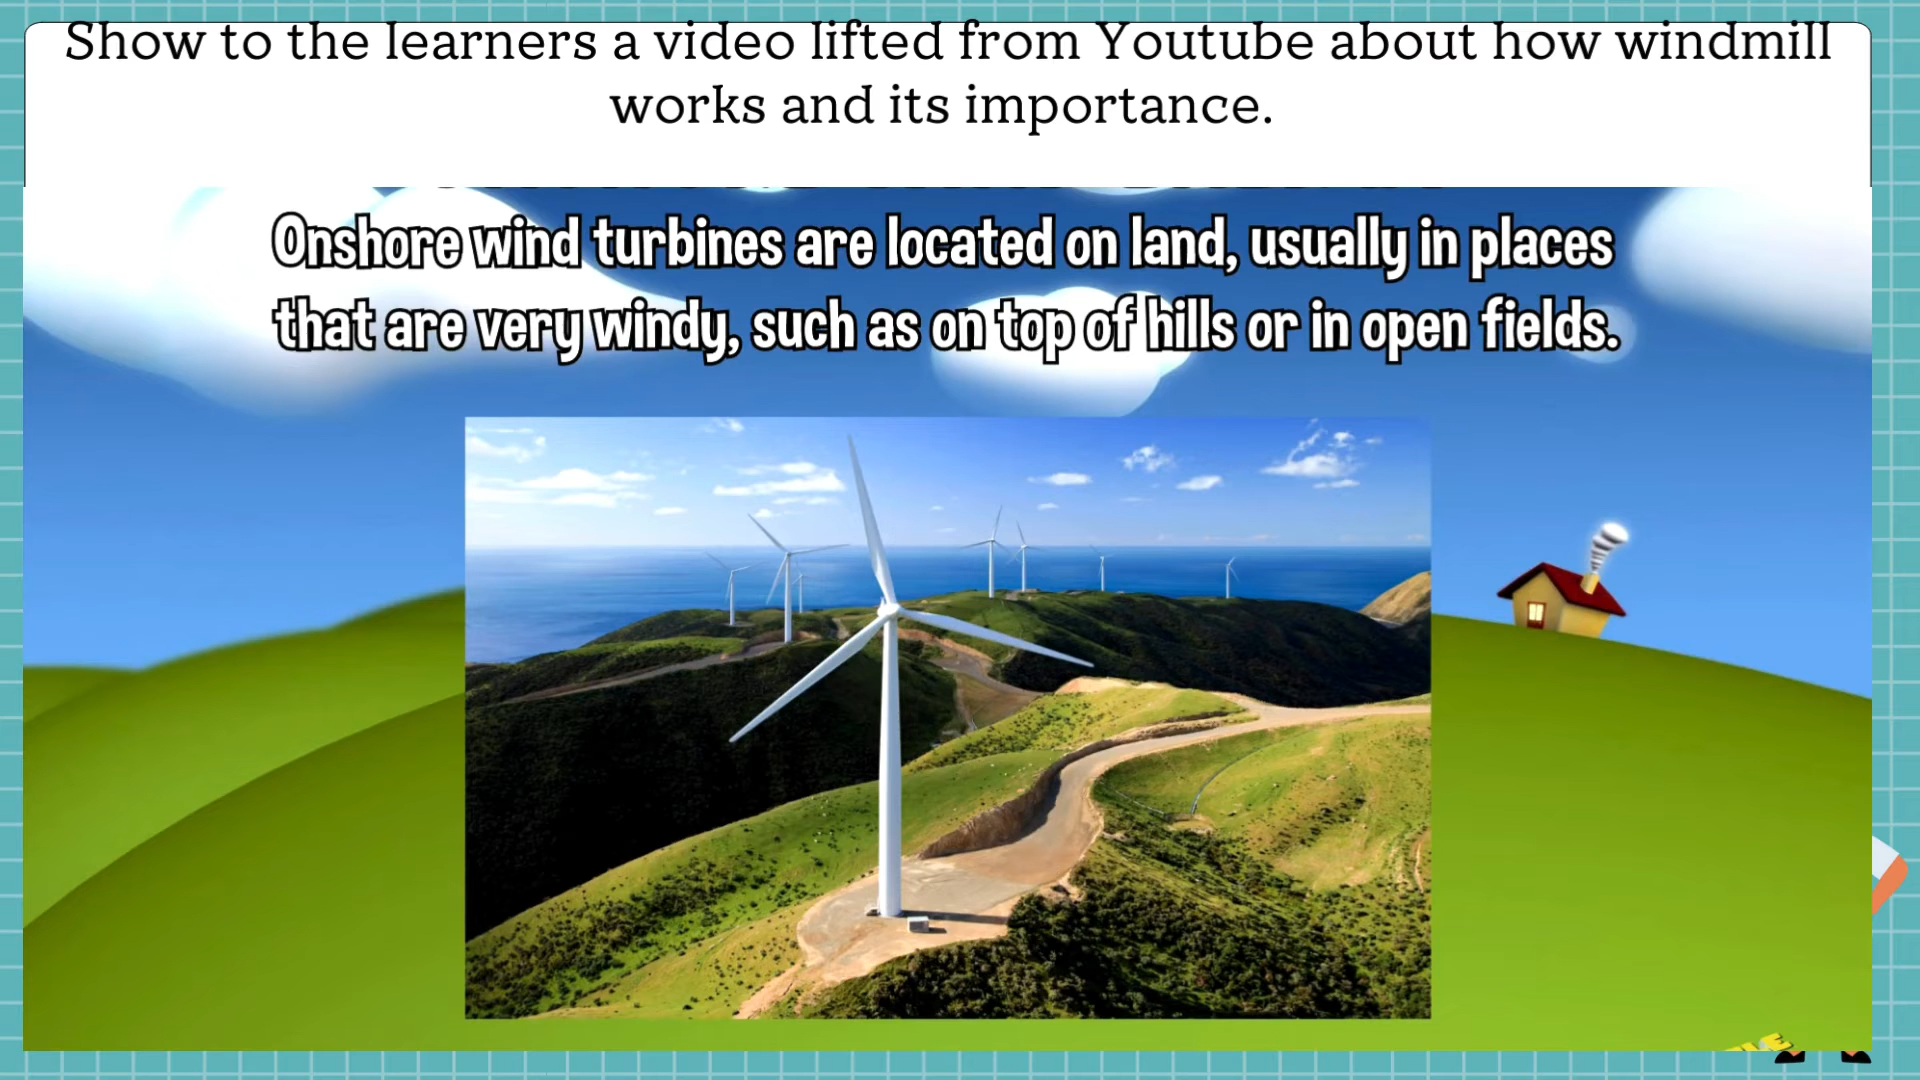 Show to the learners a video lifted from Youtube about how windmill
works and its importance.
Onshore wind turbines are located on land, usually in places
that are very windy, such as on top of hills or in open fields.